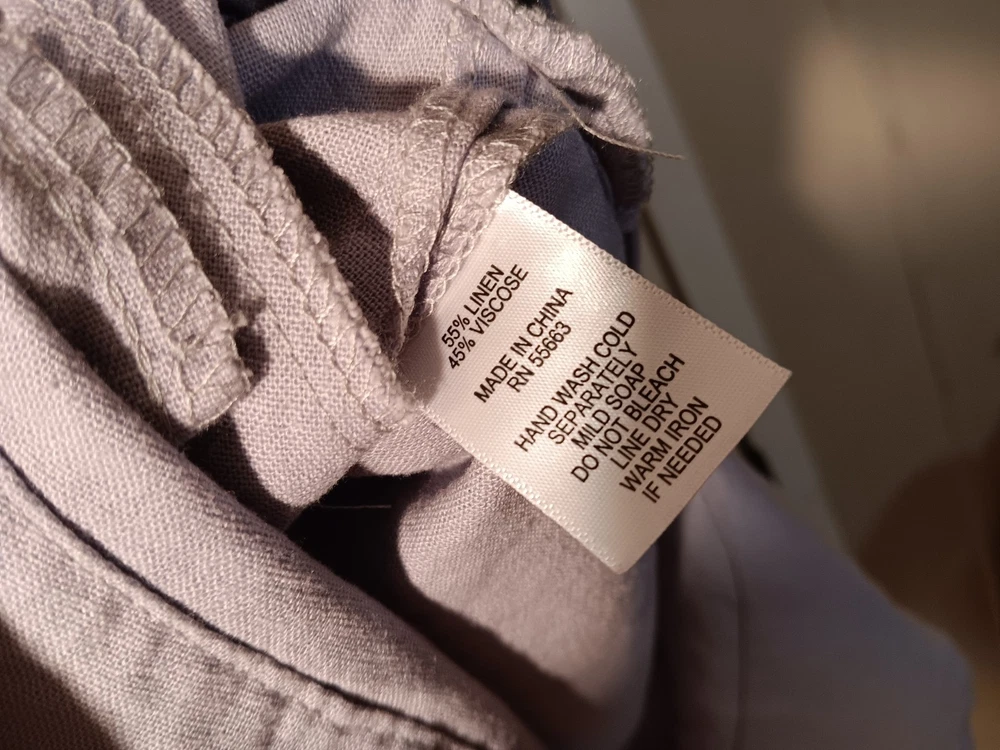 55% LINEN
45% VISCOSE
MADE IN CHINA
RN 55663
HAND WASH COLD
SEPARATELY
MILD SOAP
DO NOT BLEACH
LINE DRY
WARM IRON
IF NEEDED